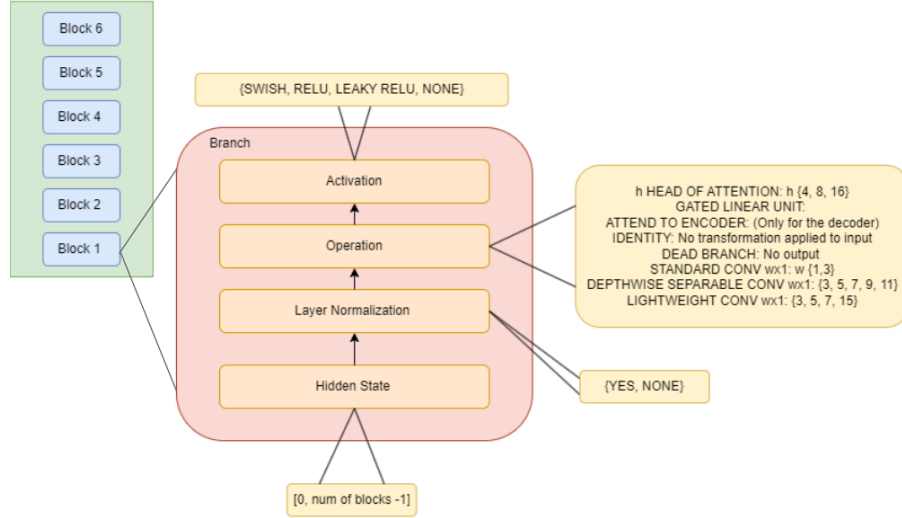 Block 6
Block 5
Block 4
Block 3
Block 2
Block 1
{SWISH, RELU, LEAKY RELU, NONE}
Branch
Activation
Operation
Layer Normalization
Hidden State
h HEAD OF ATTENTION: h {4, 8, 16}
GATED LINEAR UNIT:
ATTEND TO ENCODER: (Only for the decoder)
IDENTITY: No transformation applied to input
DEAD BRANCH: No output
STANDARD CONV wx1: w {1,3}
DEPTHWISE SEPARABLE CONV wx1: {3, 5, 7, 9, 11}
LIGHTWEIGHT CONV wx1: {3, 5, 7, 15}
{YES, NONE}
[0, num of blocks -1]